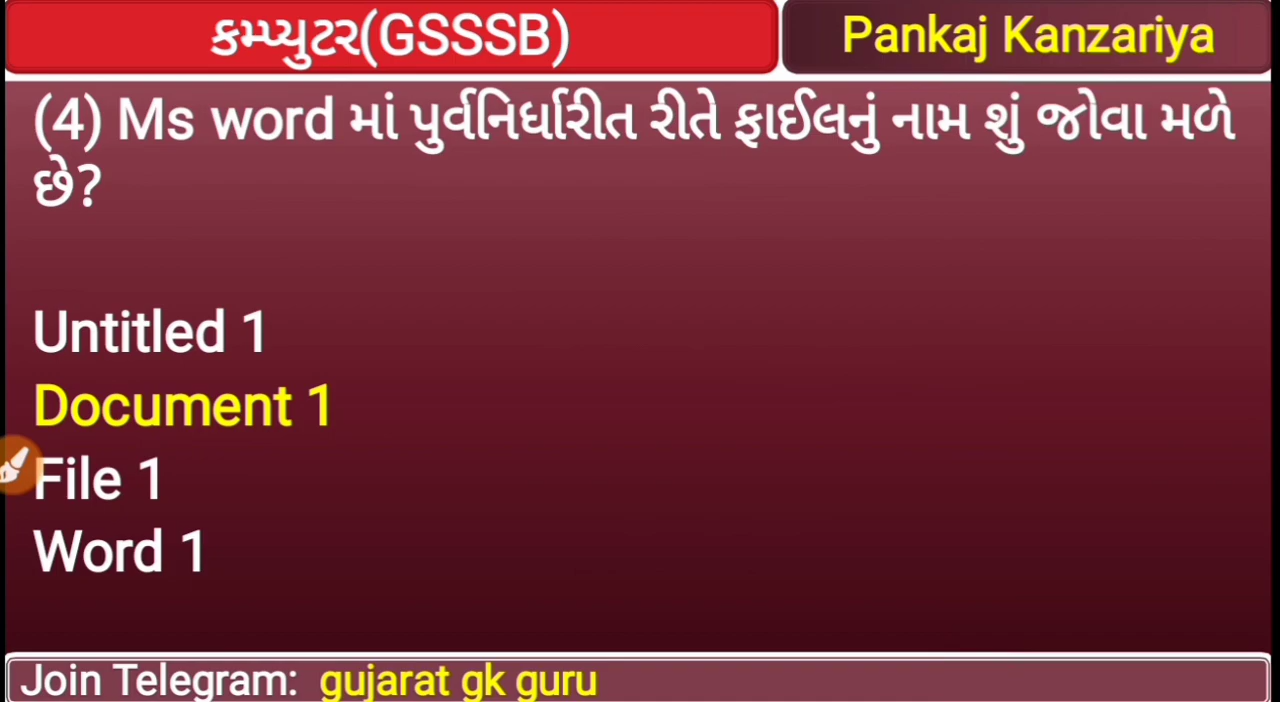 કમ્પ્યુટર(GSSSB)
Pankaj Kanzariya
(4) Ms word માં પુર્વનિર્ધારીત રીતે ફાઈલનું નામ શું જોવા મળે
છે?
Untitled 1
Document 1
File 1
Word 1
Join Telegram: gujarat gk guru